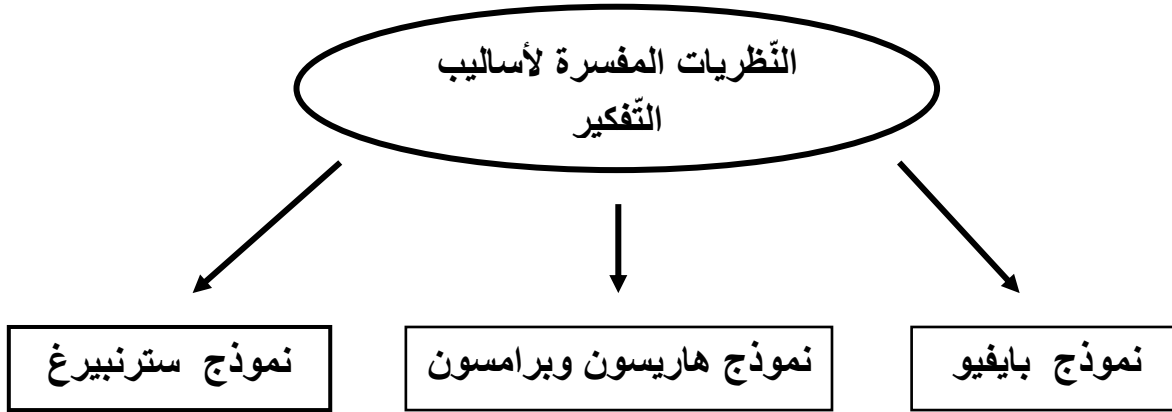 النّظريات المفسرة لأساليب
التّفكير
نموذج بايفيو
نموذج هاريسون وبرامسون
نموذج سترنبيرغ